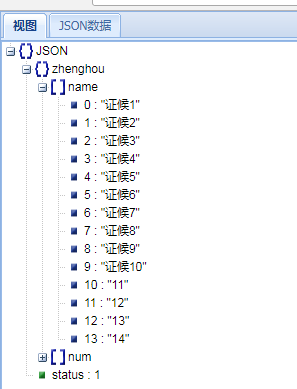 视图 JSON数据
JSON
zhenghou
name
0 : "证候1"
1 : "证候2"
2 : "证候3"
3 : "证候4"
4 : "证候5"
5 : "证候6"
6 : "证候7"
7 : "证候8"
8 : "证候9"
9 : "证候10"
10 : "11"
11 : "12"
12 : "13"
13 : "14"
num
status : 1